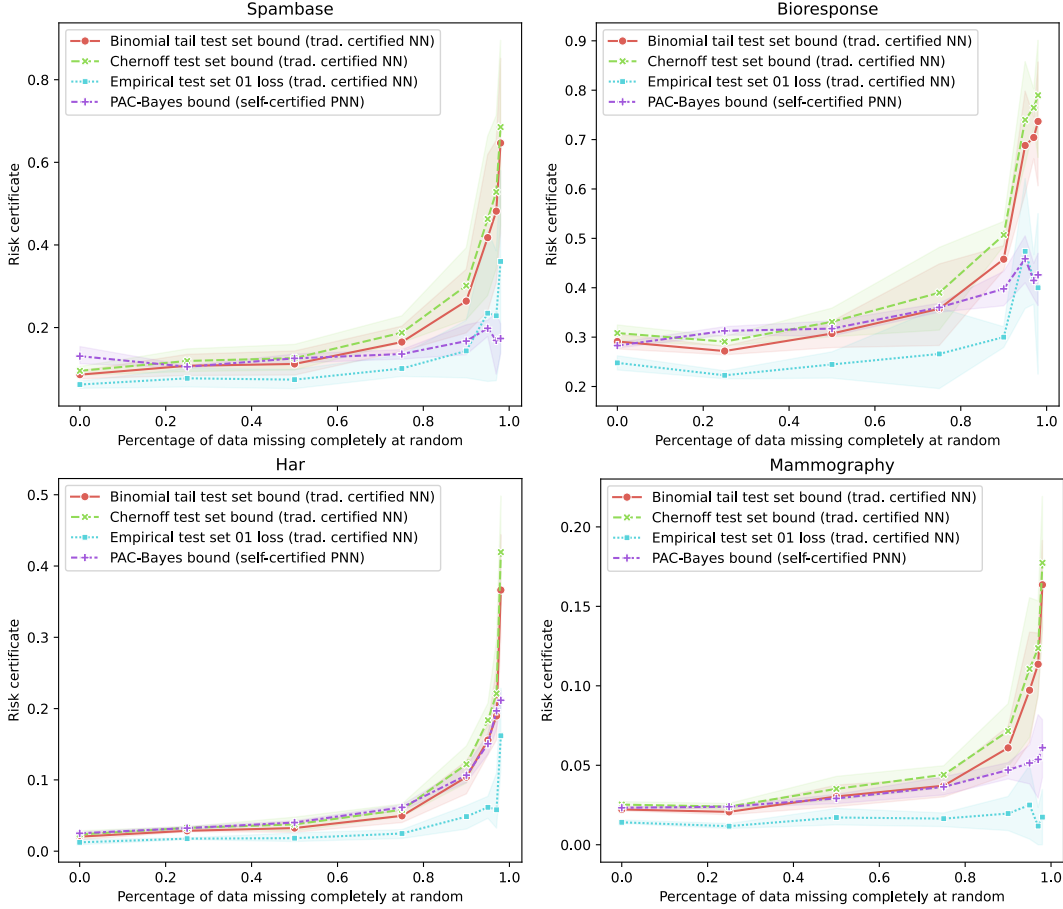 Spambase
Binomial tail test set bound (trad. certified NN)
Chernoff test set bound (trad. certified NN)
Empirical test set 01 loss (trad. certified NN)
PAC-Bayes bound (self-certified PNN)
Risk certificate
0.8
0.6
0.4
0.2
0.0 0.2 0.4 0.6 0.8 1.0
Percentage of data missing completely at random
Bioresponse
Binomial tail test set bound (trad. certified NN)
Chernoff test set bound (trad. certified NN)
Empirical test set 01 loss (trad. certified NN)
PAC-Bayes bound (self-certified PNN)
Risk certificate
0.9
0.8
0.7
0.6
0.5
0.4
0.3
0.2
0.0 0.2 0.4 0.6 0.8 1.0
Percentage of data missing completely at random
Har
Binomial tail test set bound (trad. certified NN)
Chernoff test set bound (trad. certified NN)
Empirical test set 01 loss (trad. certified NN)
PAC-Bayes bound (self-certified PNN)
Risk certificate
0.5
0.4
0.3
0.2
0.1
0.0
0.0 0.2 0.4 0.6 0.8 1.0
Percentage of data missing completely at random
Mammography
Binomial tail test set bound (trad. certified NN)
Chernoff test set bound (trad. certified NN)
Empirical test set 01 loss (trad. certified NN)
PAC-Bayes bound (self-certified PNN)
Risk certificate
0.20
0.15
0.10
0.05
0.00
0.0 0.2 0.4 0.6 0.8 1.0
Percentage of data missing completely at random